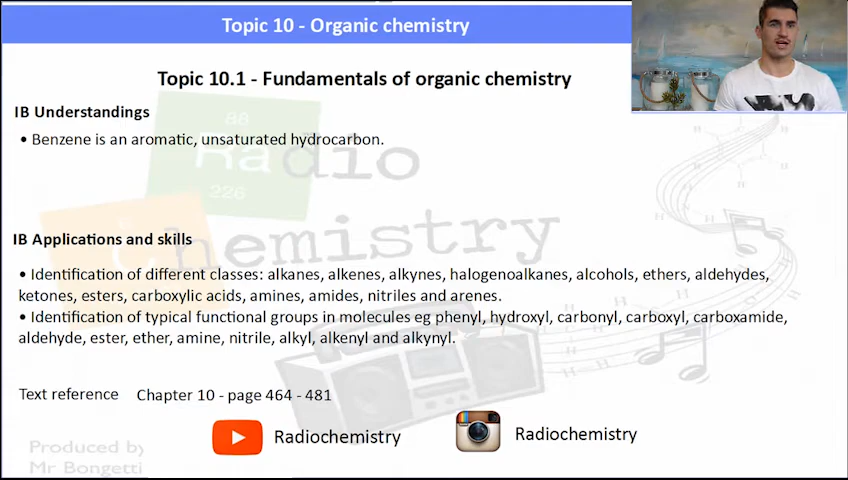 Topic 10 - Organic chemistry
Topic 10.1 - Fundamentals of organic chemistry
IB Understandings
• Benzene is an aromatic, unsaturated hydrocarbon.
88
Radio
226
Chemistry
IB Applications and skills
• Identification of different classes: alkanes, alkenes, alkynes, halogenoalkanes, alcohols, ethers, aldehydes,
ketones, esters, carboxylic acids, amines, amides, nitriles and arenes.
• Identification of typical functional groups in molecules eg phenyl, hydroxyl, carbonyl, carboxyl, carboxamide,
aldehyde, ester, ether, amine, nitrile, alkyl, alkenyl and alkynyl.
Text reference Chapter 10 - page 464 - 481
Radiochemistry
Radiochemistry
Produced by
Mr Bongetti